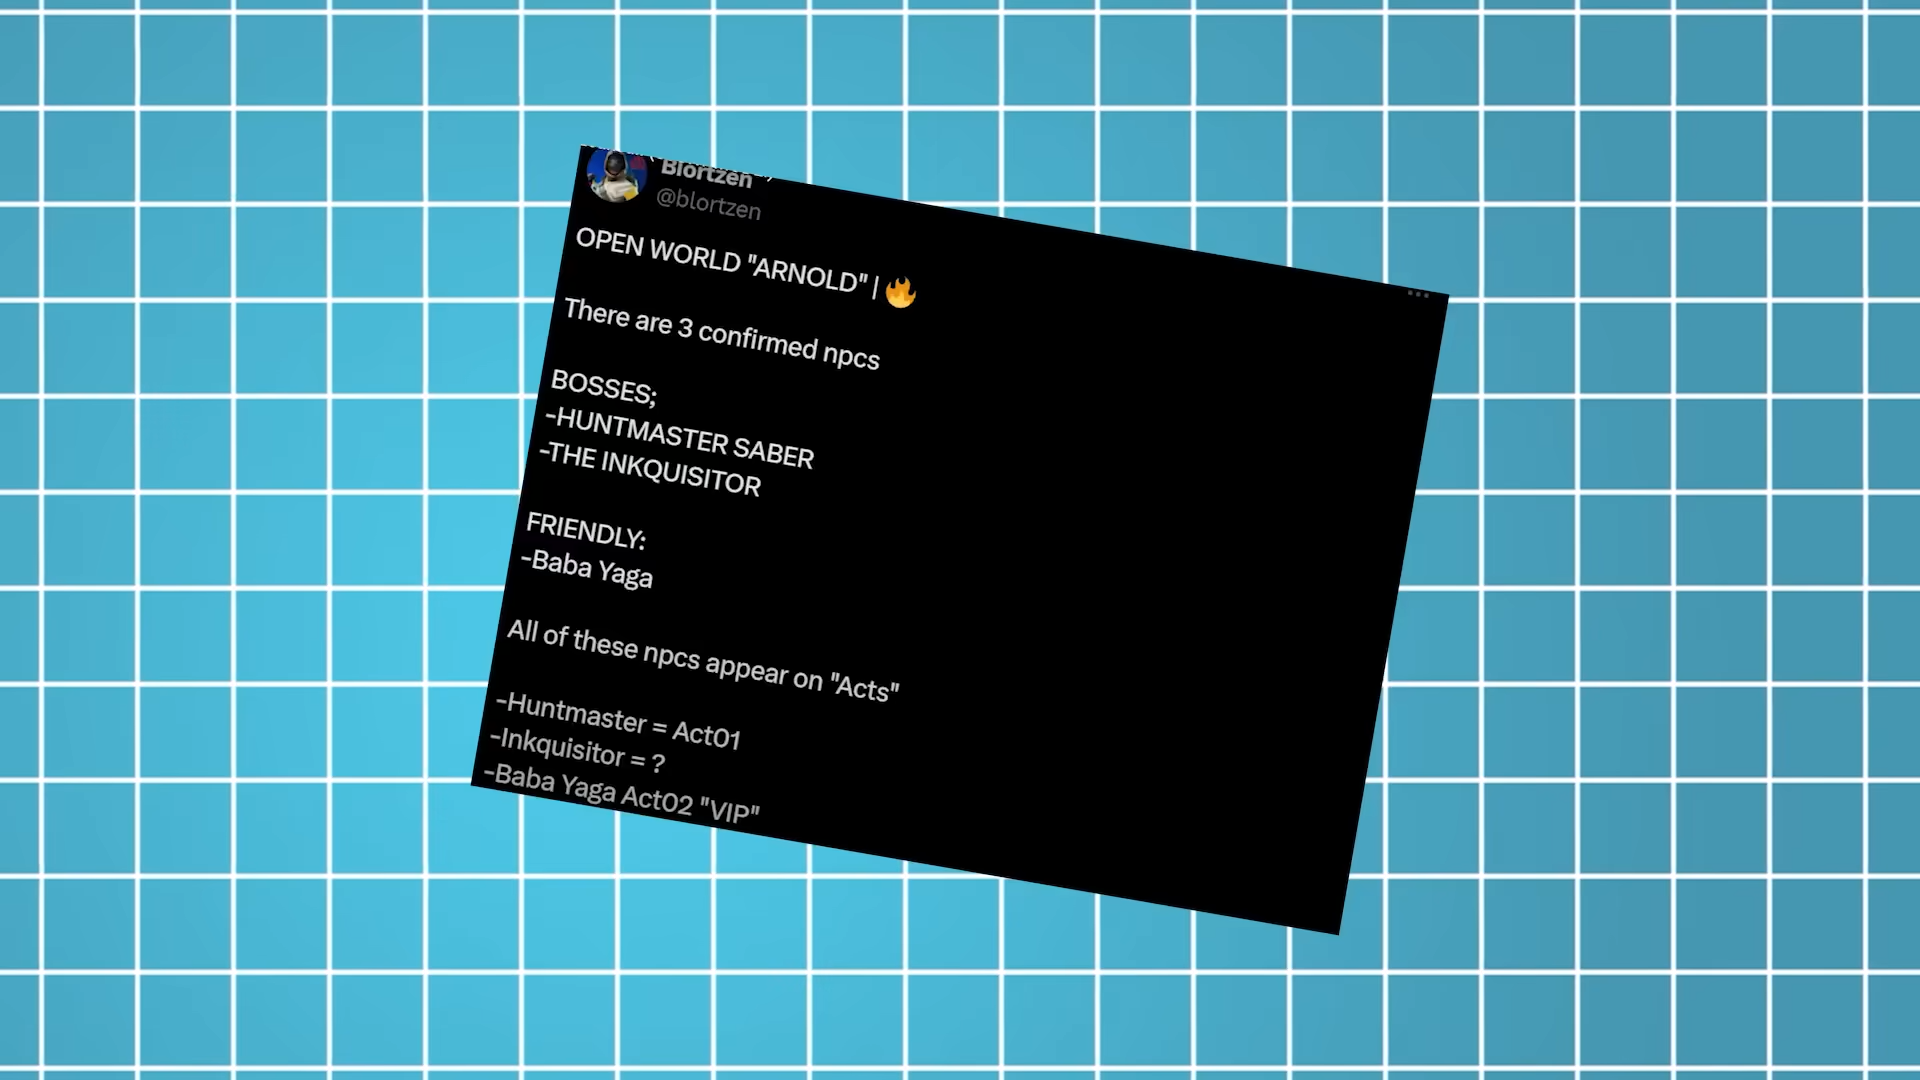 Blortzen
@blortzen
OPEN WORLD "ARNOLD" | 🔥
There are 3 confirmed npcs
BOSSES;
-HUNTMASTER SABER
-THE INKQUISITOR
FRIENDLY:
-Baba Yaga
All of these npcs appear on "Acts"
-Huntmaster = Act01
-Inkquisitor = ?
-Baba Yaga Act02 "VIP"